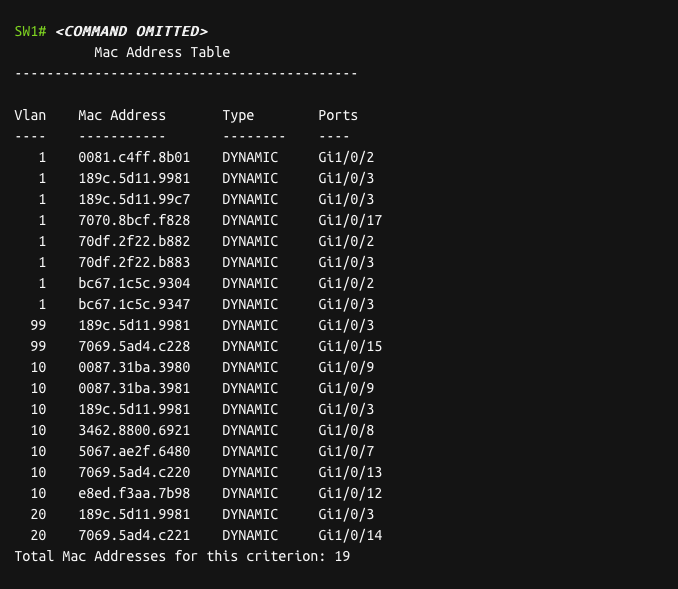 SW1# <COMMAND OMITTED>
          Mac Address Table
-------------------------------------------

Vlan    Mac Address       Type        Ports
----    -----------       --------    ----
   1    0081.c4ff.8b01    DYNAMIC     Gi1/0/2
   1    189c.5d11.9981    DYNAMIC     Gi1/0/3
   1    189c.5d11.99c7    DYNAMIC     Gi1/0/3
   1    7070.8bcf.f828    DYNAMIC     Gi1/0/17
   1    70df.2f22.b882    DYNAMIC     Gi1/0/2
   1    70df.2f22.b883    DYNAMIC     Gi1/0/3
   1    bc67.1c5c.9304    DYNAMIC     Gi1/0/2
   1    bc67.1c5c.9347    DYNAMIC     Gi1/0/3
  99    189c.5d11.9981    DYNAMIC     Gi1/0/3
  99    7069.5ad4.c228    DYNAMIC     Gi1/0/15
  10    0087.31ba.3980    DYNAMIC     Gi1/0/9
  10    0087.31ba.3981    DYNAMIC     Gi1/0/9
  10    189c.5d11.9981    DYNAMIC     Gi1/0/3
  10    3462.8800.6921    DYNAMIC     Gi1/0/8
  10    5067.ae2f.6480    DYNAMIC     Gi1/0/7
  10    7069.5ad4.c220    DYNAMIC     Gi1/0/13
  10    e8ed.f3aa.7b98    DYNAMIC     Gi1/0/12
  20    189c.5d11.9981    DYNAMIC     Gi1/0/3
  20    7069.5ad4.c221    DYNAMIC     Gi1/0/14
Total Mac Addresses for this criterion: 19